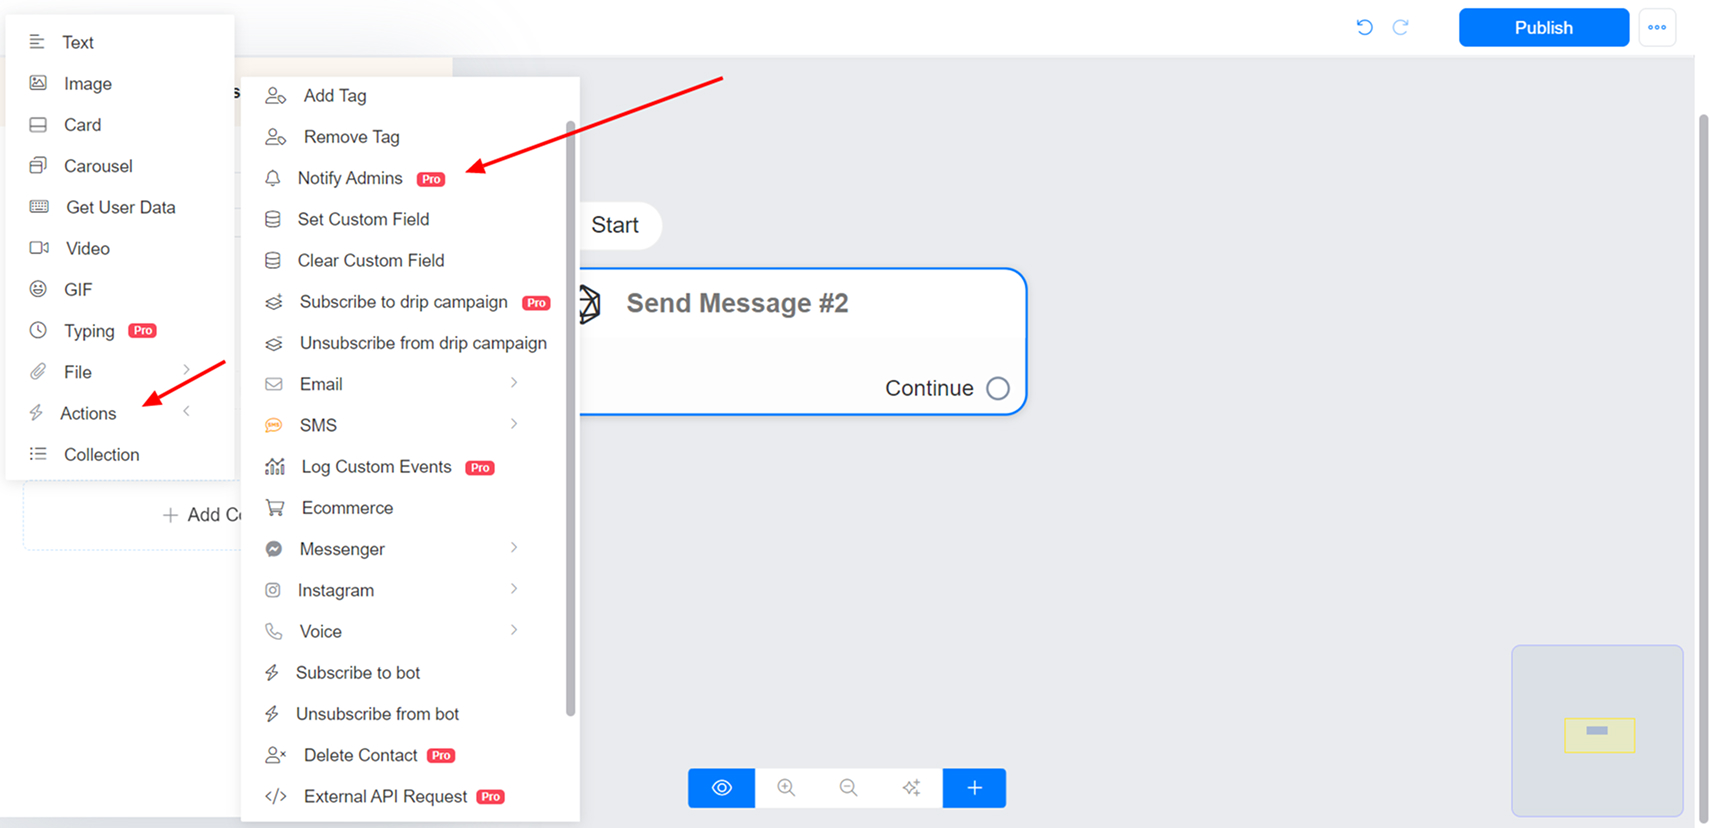 Text
Image
Card
Carousel
Get User Data
Video
GIF
Typing Pro
File
Actions
Collection
Add Tag
Remove Tag
Notify Admins Pro
Set Custom Field
Clear Custom Field
Subscribe to drip campaign Pro
Unsubscribe from drip campaign
Email
SMS SMS
Log Custom Events Pro
Ecommerce
Messenger
Instagram
Voice
Subscribe to bot
Unsubscribe from bot
Delete Contact Pro
</> External API Request Pro
s
+ Add Co
Publish
Start
Send Message #2
Continue